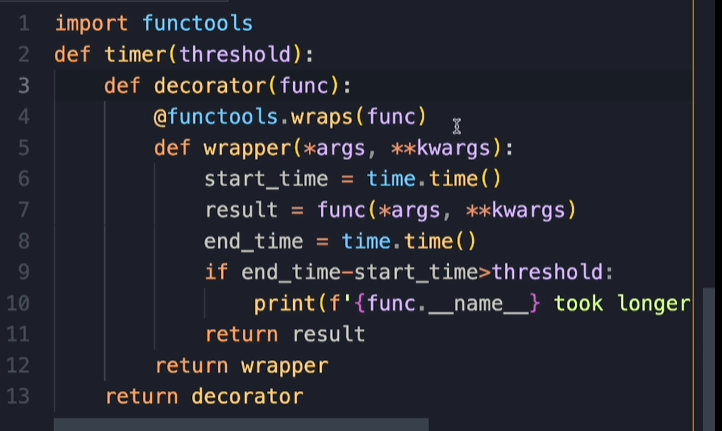 1 import functools
2 def timer(threshold):
3     def decorator(func):
4         @functools.wraps(func)
5         def wrapper(*args, **kwargs):
6             start_time = time.time()
7             result = func(*args, **kwargs)
8             end_time = time.time()
9             if end_time-start_time>threshold:
10                 print(f'{func.__name__} took longer
11             return result
12         return wrapper
13     return decorator